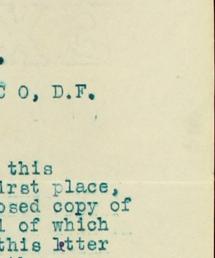 C O, D.F.
this
irst place,
osed copy of
l of which
this letter